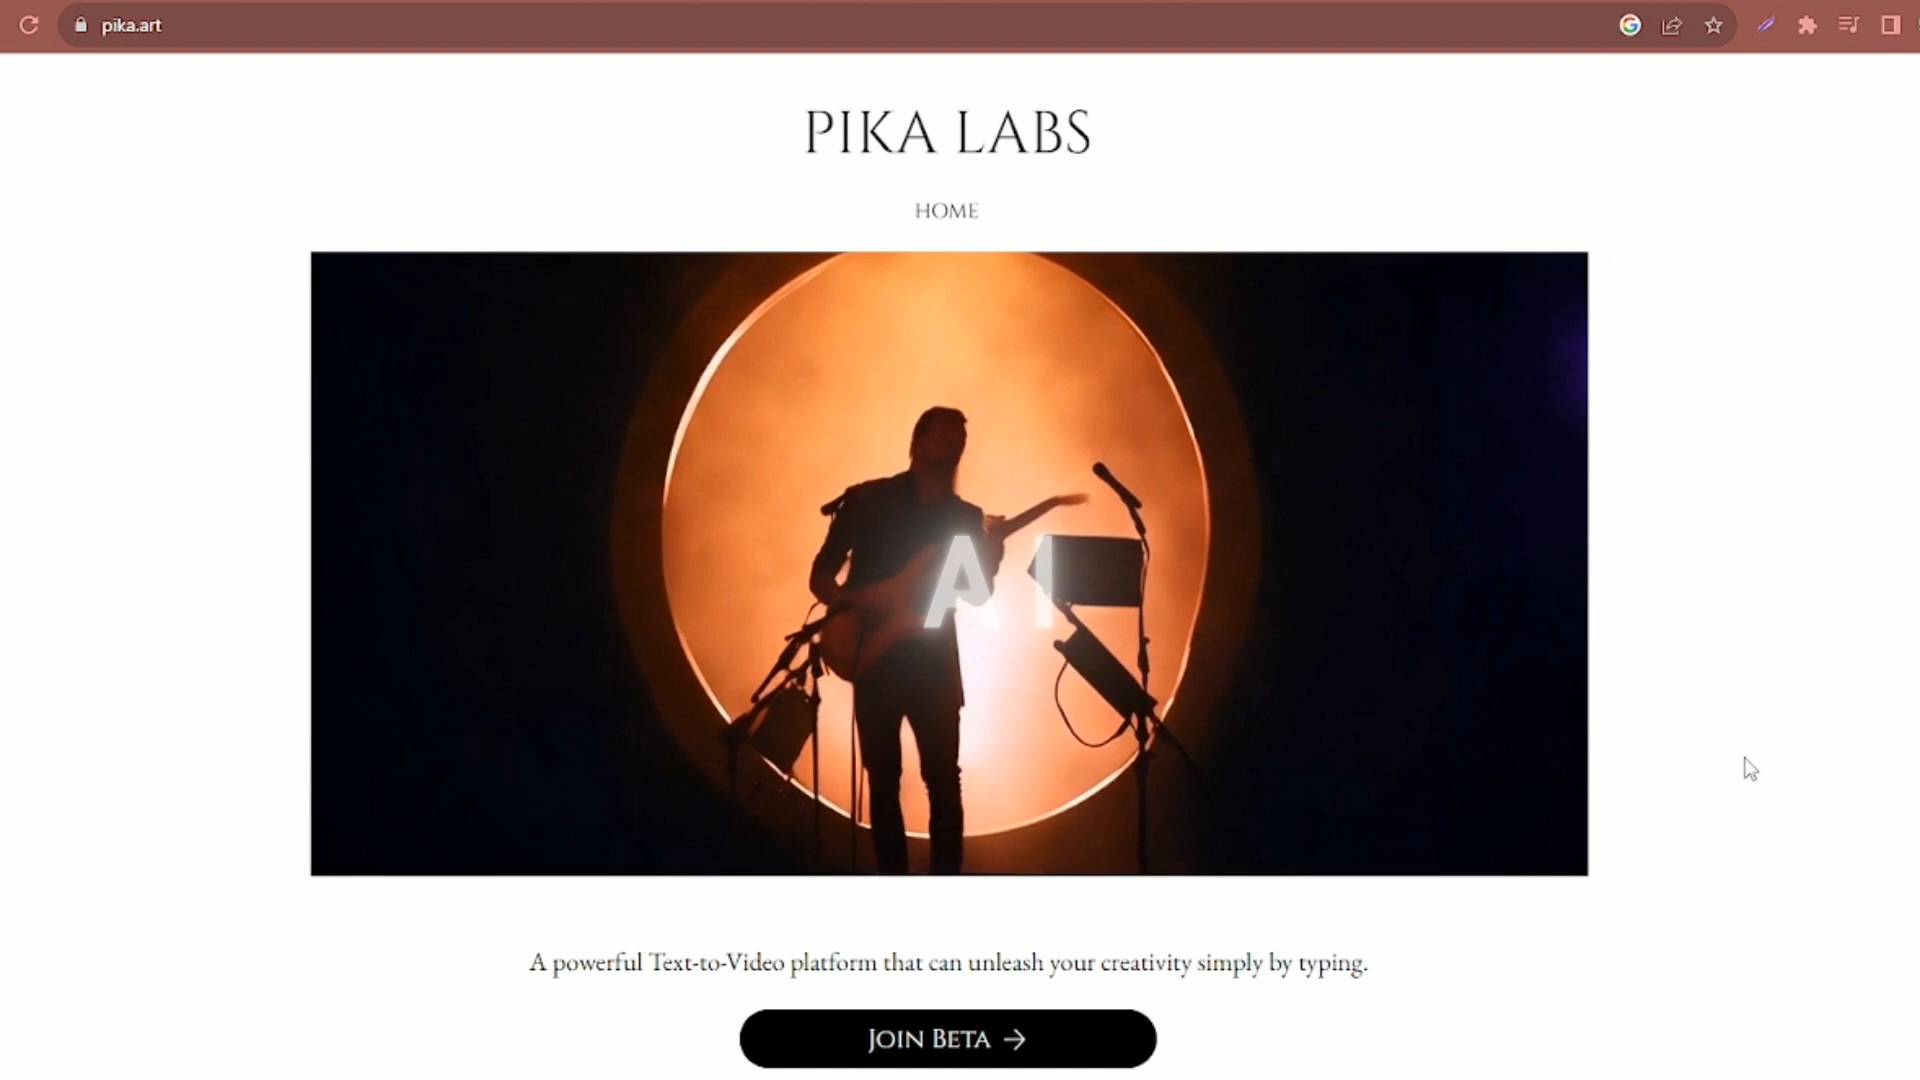 pika.art
PIKA LABS
HOME
AI
A powerful Text-to-Video platform that can unleash your creativity simply by typing.
JOIN BETA →